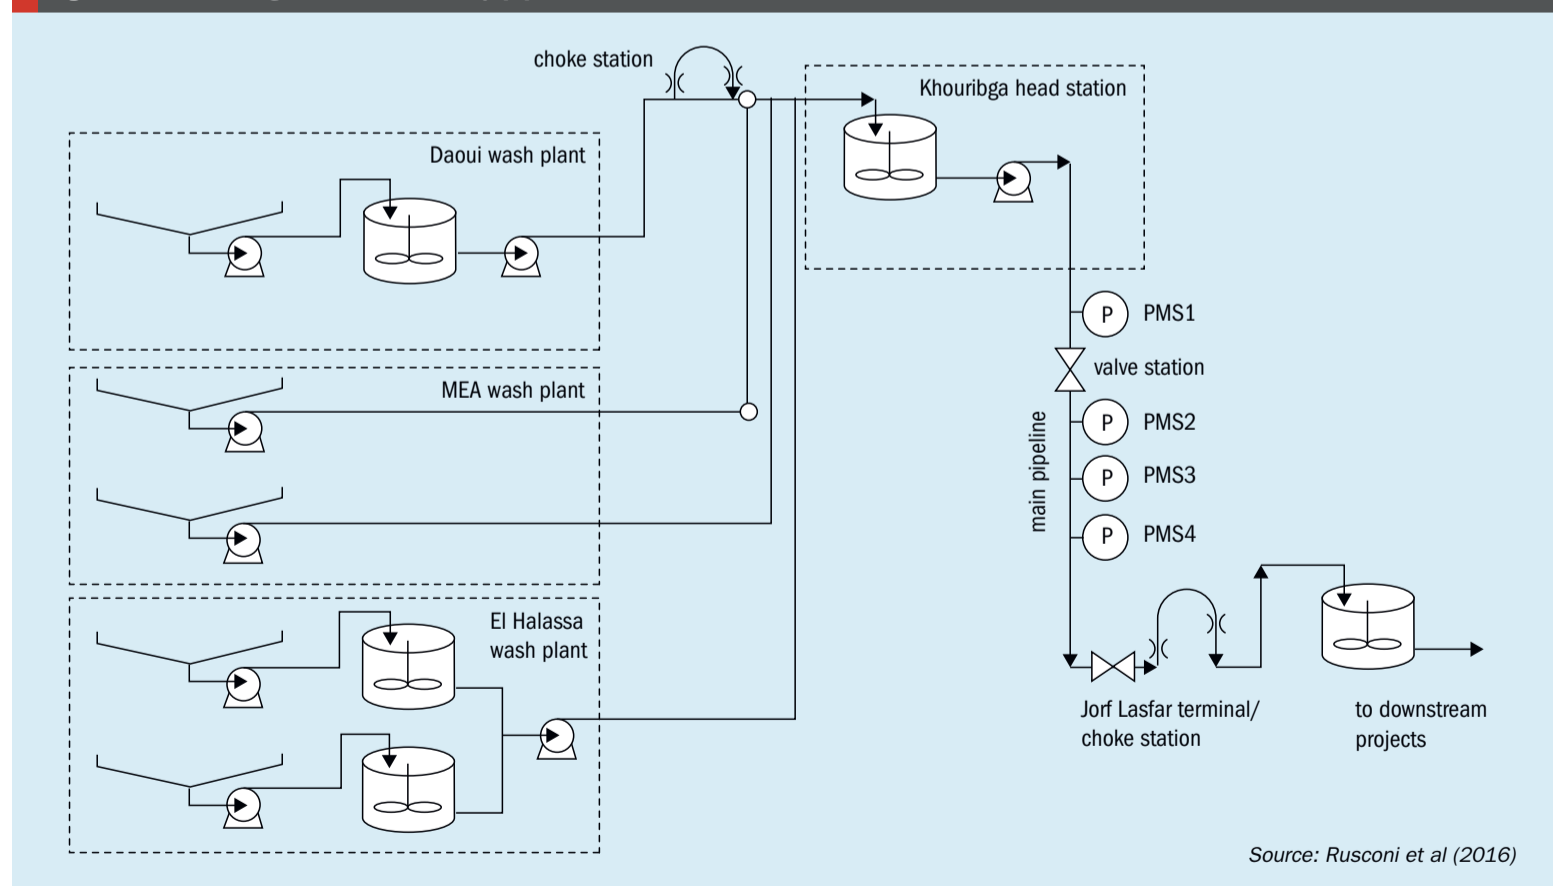 choke station
Khouribga head station
Daoui wash plant
MEA wash plant
El Halassa
wash plant
P PMS1
valve station
P PMS2
P PMS3
P PMS4
main pipeline
Jorf Lasfar terminal/
choke station
to downstream
projects
Source: Rusconi et al (2016)